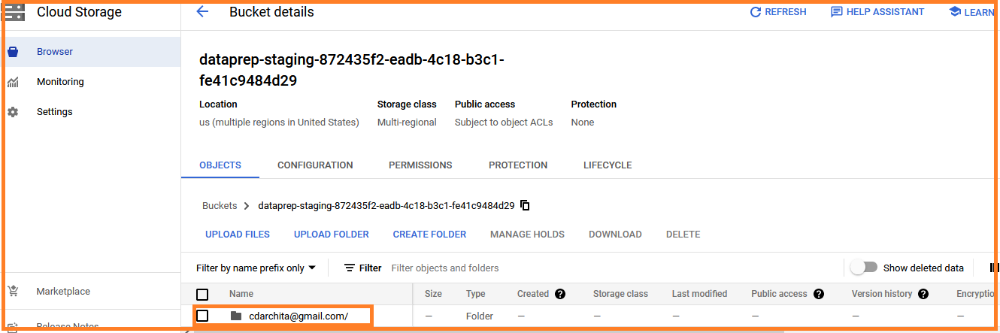 Cloud Storage
Bucket details
REFRESH
HELP ASSISTANT
LEARN
Browser
Monitoring
Settings
dataprep-staging-872435f2-eadb-4c18-b3c1-
fe41c9484d29
Location Storage class Public access Protection
us (multiple regions in United States) Multi-regional Subject to object ACLs None
OBJECTS CONFIGURATION PERMISSIONS PROTECTION LIFECYCLE
Buckets > dataprep-staging-872435f2-eadb-4c18-b3c1-fe41c9484d29
UPLOAD FILES UPLOAD FOLDER CREATE FOLDER MANAGE HOLDS DOWNLOAD DELETE
Filter by name prefix only Filter Filter objects and folders Show deleted data
Name Size Type Created Storage class Last modified Public access Version history Encryption
cdarchita@gmail.com/ — Folder — — — — — —
Marketplace
Release Notes